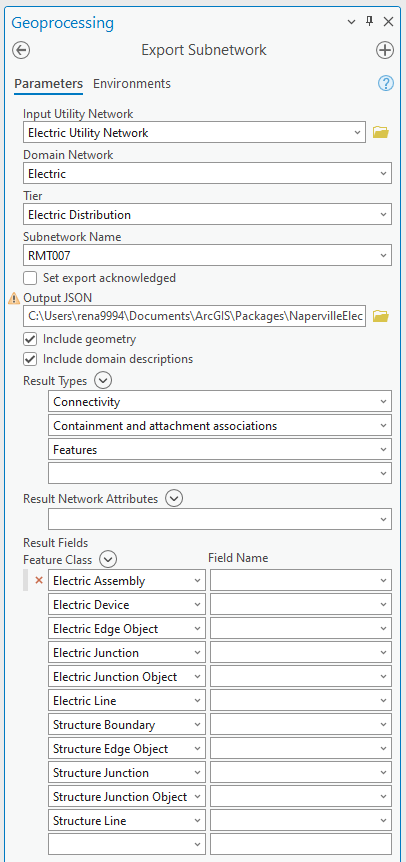 Geoprocessing
Export Subnetwork
Parameters Environments
Input Utility Network
Electric Utility Network
Domain Network
Electric
Tier
Electric Distribution
Subnetwork Name
RMT007
Set export acknowledged
Output JSON
C:\Users\rena9994\Documents\ArcGIS\Packages\NapervilleElec
Include geometry
Include domain descriptions
Result Types
Connectivity
Containment and attachment associations
Features
Result Network Attributes
Result Fields
Feature Class Field Name
Electric Assembly
Electric Device
Electric Edge Object
Electric Junction
Electric Junction Object
Electric Line
Structure Boundary
Structure Edge Object
Structure Junction
Structure Junction Object
Structure Line